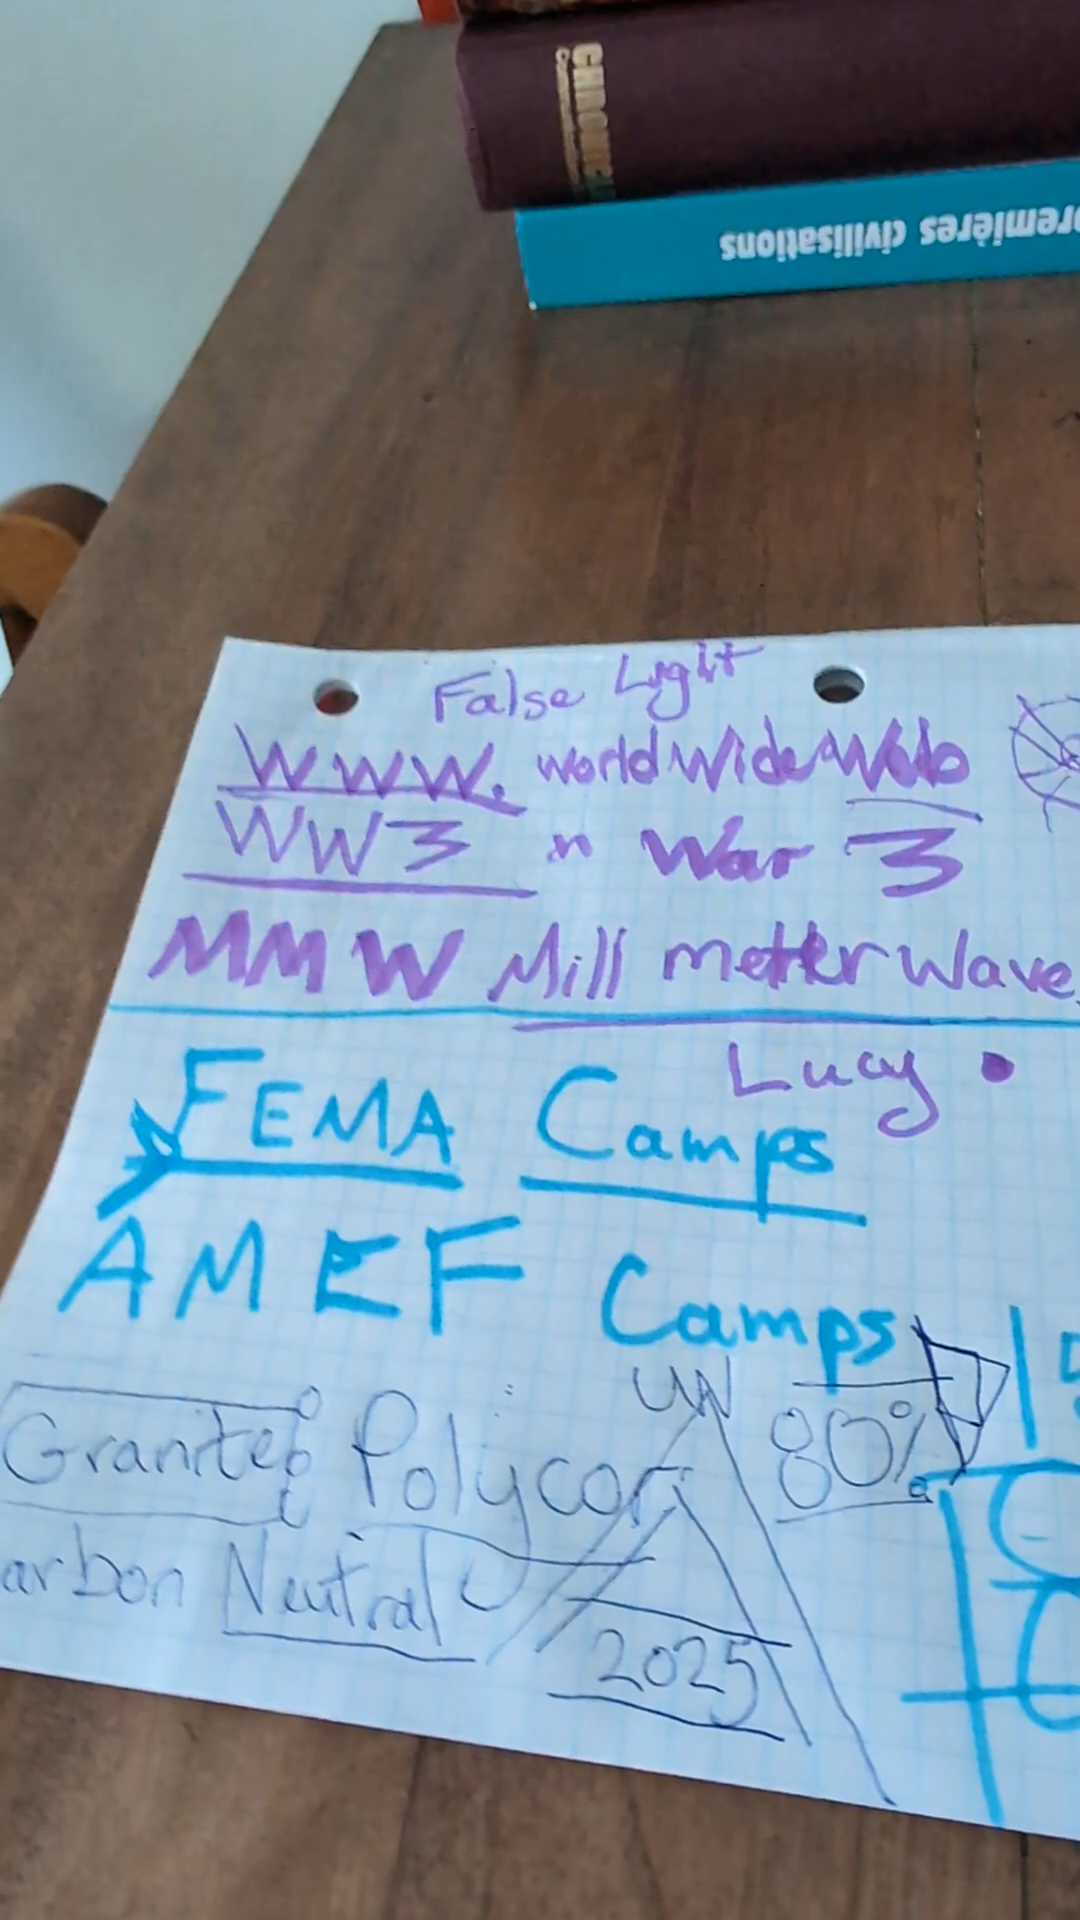 premières civilisations
False Light
WWW. world Wide Web
WW3 " War 3
MMW Mill metter Wave
Lucy •
FEMA Camps
AMEF Camps
UN 80%
Granite Polycor
arbon Neutral
2025